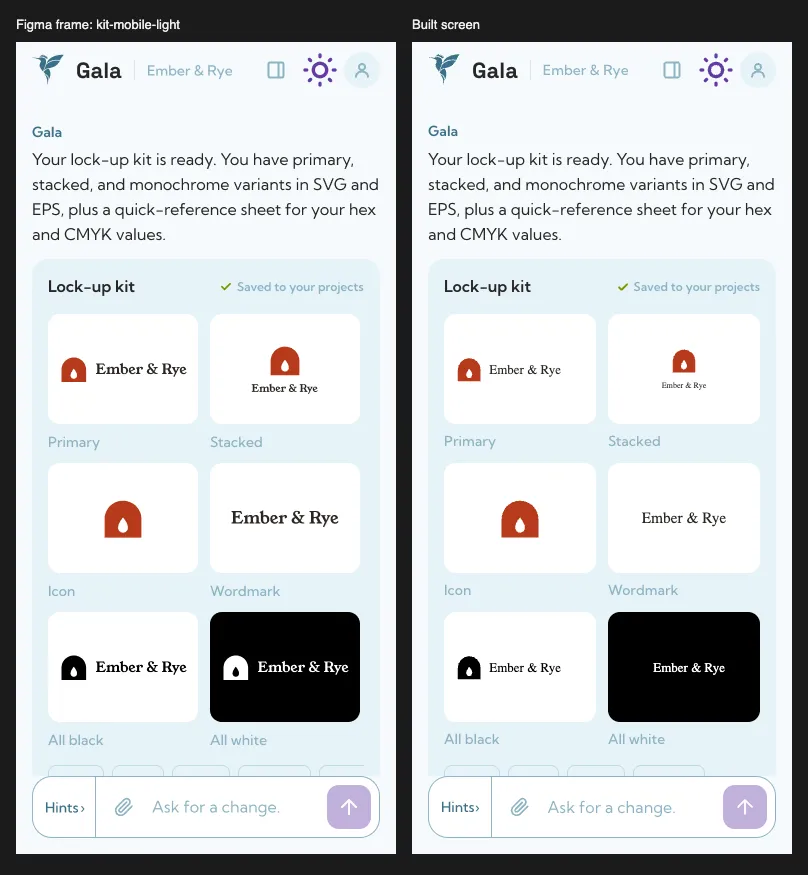 Figma frame: kit-mobile-light
Gala
Ember & Rye
Gala
Your lock-up kit is ready. You have primary,
stacked, and monochrome variants in SVG and
EPS, plus a quick-reference sheet for your hex
and CMYK values.
Lock-up kit
Saved to your projects
Ember & Rye
Ember & Rye
Primary
Stacked
Ember & Rye
Icon
Wordmark
Ember & Rye
Ember & Rye
All black
All white
Hints›
Ask for a change.
Built screen
Gala
Ember & Rye
Gala
Your lock-up kit is ready. You have primary,
stacked, and monochrome variants in SVG and
EPS, plus a quick-reference sheet for your hex
and CMYK values.
Lock-up kit
Saved to your projects
Ember & Rye
Ember & Rye
Primary
Stacked
Ember & Rye
Icon
Wordmark
Ember & Rye
Ember & Rye
All black
All white
Hints›
Ask for a change.